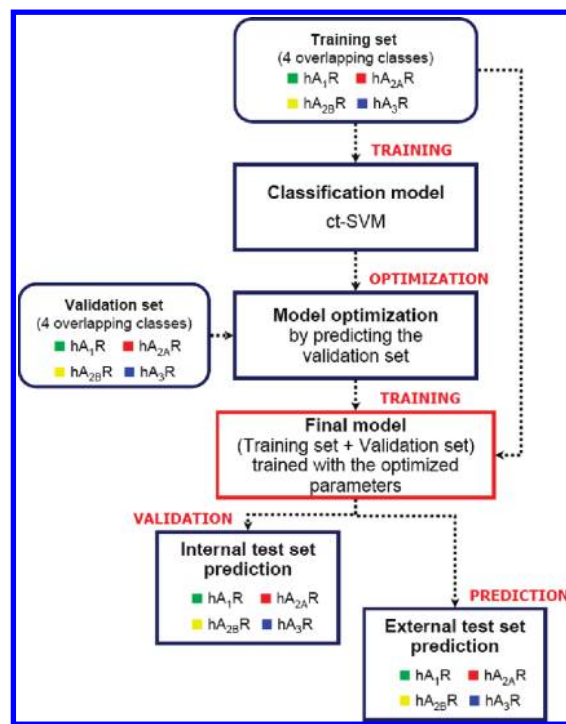 Training set
(4 overlapping classes)
hA1R hA2AR
hA2BR hA3R
TRAINING
Classification model
ct-SVM
OPTIMIZATION
Validation set
(4 overlapping classes)
hA1R hA2AR
hA2BR hA3R
Model optimization
by predicting the
validation set
TRAINING
Final model
(Training set + Validation set)
trained with the optimized
parameters
VALIDATION
Internal test set
prediction
hA1R hA2AR
hA2BR hA3R
PREDICTION
External test set
prediction
hA1R hA2AR
hA2BR hA3R